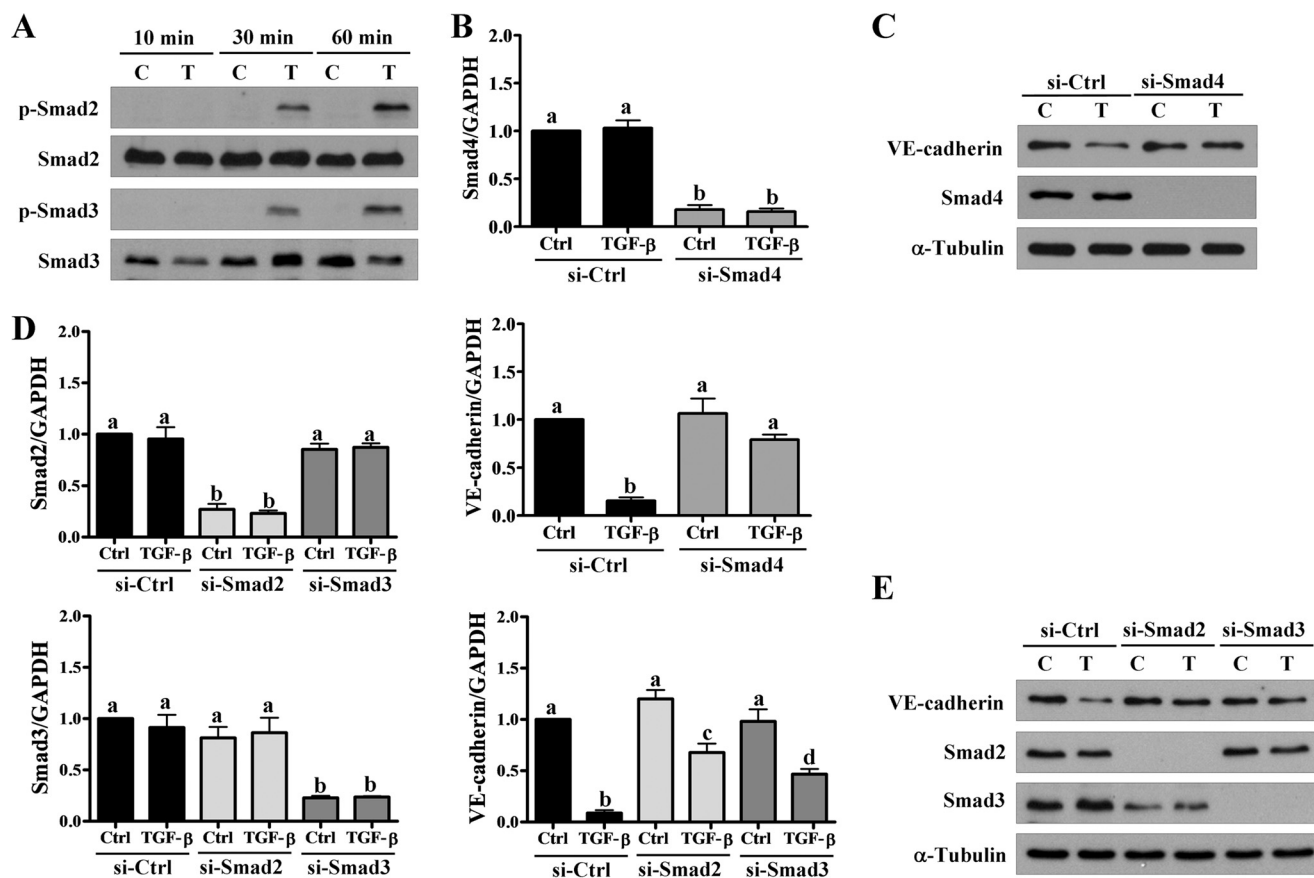 A
10 min 30 min 60 min
C T C T C T
p-Smad2
Smad2
p-Smad3
Smad3
B
Smad4/GAPDH
2.0
1.5
1.0
0.5
0.0
a a b b
Ctrl TGF-β Ctrl TGF-β
si-Ctrl si-Smad4
C
si-Ctrl si-Smad4
C T C T
VE-cadherin
Smad4
α-Tubulin
D
Smad2/GAPDH
2.0
1.5
1.0
0.5
0.0
a a b b a a
Ctrl TGF-β Ctrl TGF-β Ctrl TGF-β
si-Ctrl si-Smad2 si-Smad3
VE-cadherin/GAPDH
2.0
1.5
1.0
0.5
0.0
a b a a
Ctrl TGF-β Ctrl TGF-β
si-Ctrl si-Smad4
Smad3/GAPDH
2.0
1.5
1.0
0.5
0.0
a a a a b b
Ctrl TGF-β Ctrl TGF-β Ctrl TGF-β
si-Ctrl si-Smad2 si-Smad3
VE-cadherin/GAPDH
2.0
1.5
1.0
0.5
0.0
a b a c a d
Ctrl TGF-β Ctrl TGF-β Ctrl TGF-β
si-Ctrl si-Smad2 si-Smad3
E
si-Ctrl si-Smad2 si-Smad3
C T C T C T
VE-cadherin
Smad2
Smad3
α-Tubulin